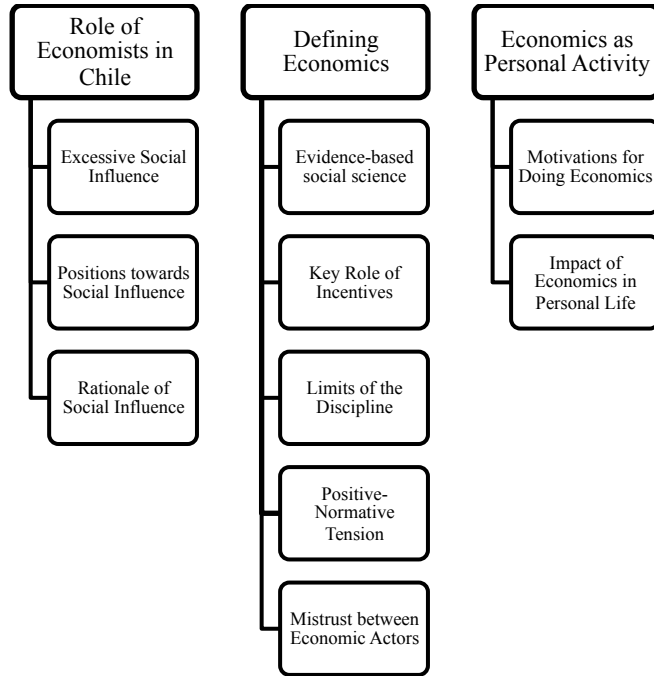 Role of
Economists in
Chile
Excessive Social
Influence
Positions towards
Social Influence
Rationale of
Social Influence
Defining
Economics
Evidence-based
social science
Key Role of
Incentives
Limits of the
Discipline
Positive-
Normative
Tension
Mistrust between
Economic Actors
Economics as
Personal Activity
Motivations for
Doing Economics
Impact of
Economics in
Personal Life